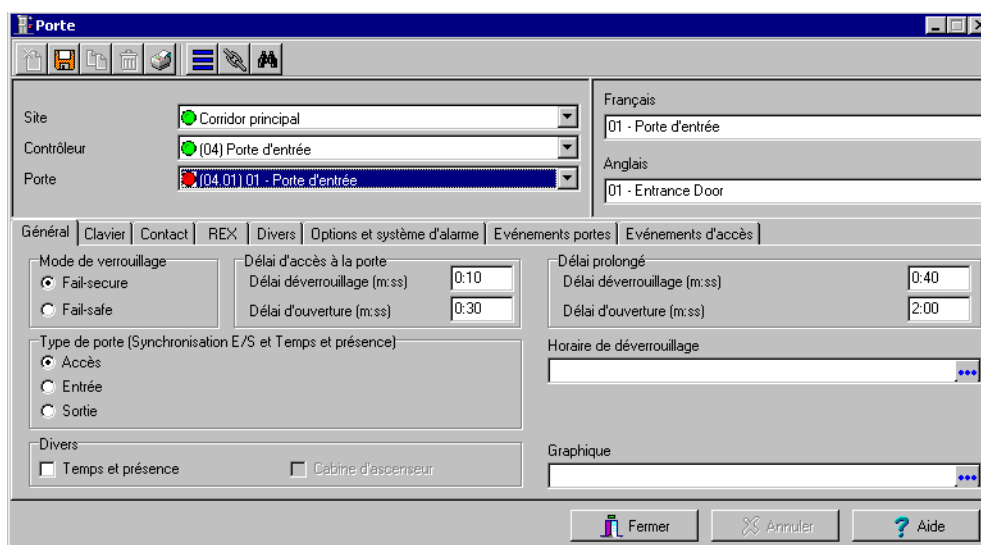 Porte
Site
Corridor principal
Contrôleur
(04) Porte d'entrée
Porte
(04.01) 01 - Porte d'entrée
Français
01 - Porte d'entrée
Anglais
01 - Entrance Door
Général Clavier Contact REX Divers Options et système d'alarme Evénements portes Evénements d'accès
Mode de verrouillage
Fail-secure
Fail-safe
Délai d'accès à la porte
Délai déverrouillage (m:ss) 0:10
Délai d'ouverture (m:ss) 0:30
Délai prolongé
Délai déverrouillage (m:ss) 0:40
Délai d'ouverture (m:ss) 2:00
Type de porte (Synchronisation E/S et Temps et présence)
Accès
Entrée
Sortie
Horaire de déverrouillage
Divers
Temps et présence Cabine d'ascenseur
Graphique
Fermer Annuler Aide